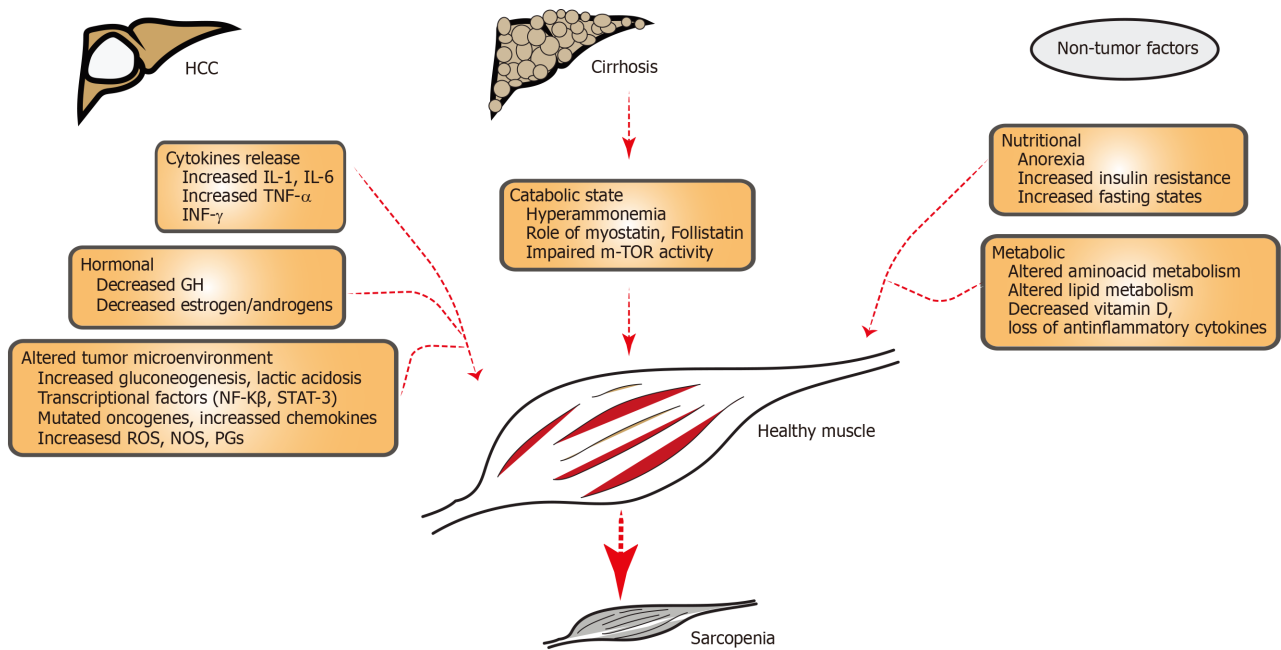 HCC
Cirrhosis
Non-tumor factors
Cytokines release
Increased IL-1, IL-6
Increased TNF-α
INF-γ
Hormonal
Decreased GH
Decreased estrogen/androgens
Altered tumor microenvironment
Increased gluconeogenesis, lactic acidosis
Transcriptional factors (NF-Kβ, STAT-3)
Mutated oncogenes, increassed chemokines
Increasesd ROS, NOS, PGs
Catabolic state
Hyperammonemia
Role of myostatin, Follistatin
Impaired m-TOR activity
Nutritional
Anorexia
Increased insulin resistance
Increased fasting states
Metabolic
Altered aminoacid metabolism
Altered lipid metabolism
Decreased vitamin D,
loss of antinflammatory cytokines
Healthy muscle
Sarcopenia